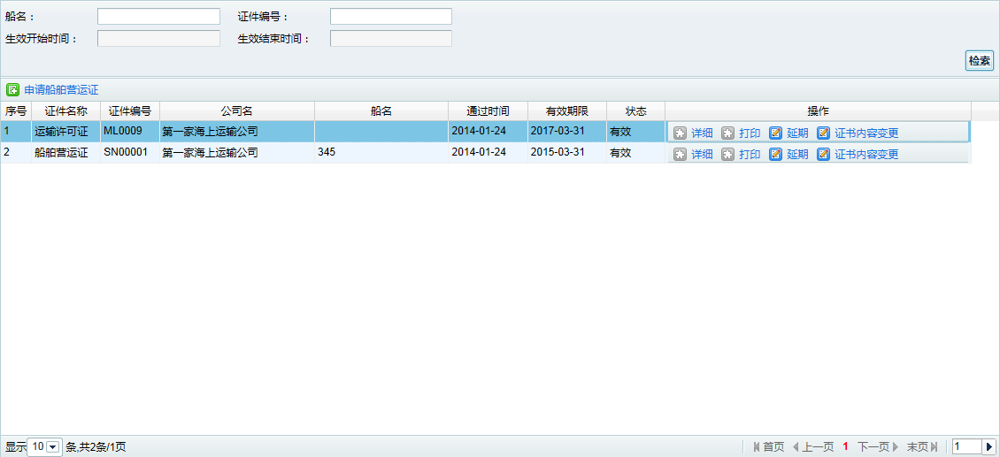 船名： 证件编号：
生效开始时间： 生效结束时间：
检索
申请船舶营运证
序号 证件名称 证件编号 公司名 船名 通过时间 有效期限 状态 操作
1 运输许可证 ML0009 第一家海上运输公司 2014-01-24 2017-03-31 有效 详细 打印 延期 证书内容变更
2 船舶营运证 SN00001 第一家海上运输公司 345 2014-01-24 2015-03-31 有效 详细 打印 延期 证书内容变更
显示 10 条,共2条/1页 首页 上一页 1 下一页 末页 1